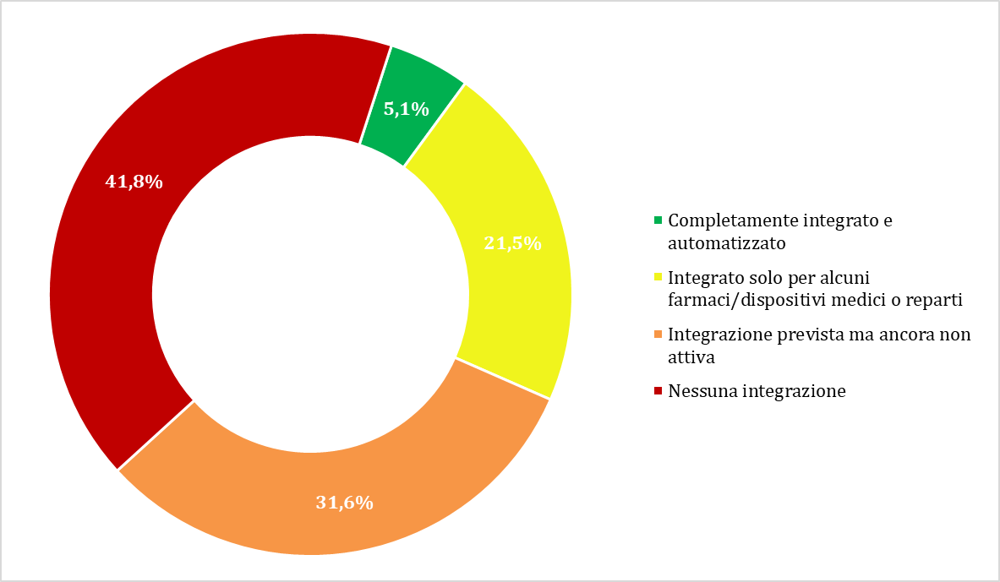 5,1%
41,8%
21,5%
31,6%
Completamente integrato e
automatizzato
Integrato solo per alcuni
farmaci/dispositivi medici o reparti
Integrazione prevista ma ancora non
attiva
Nessuna integrazione